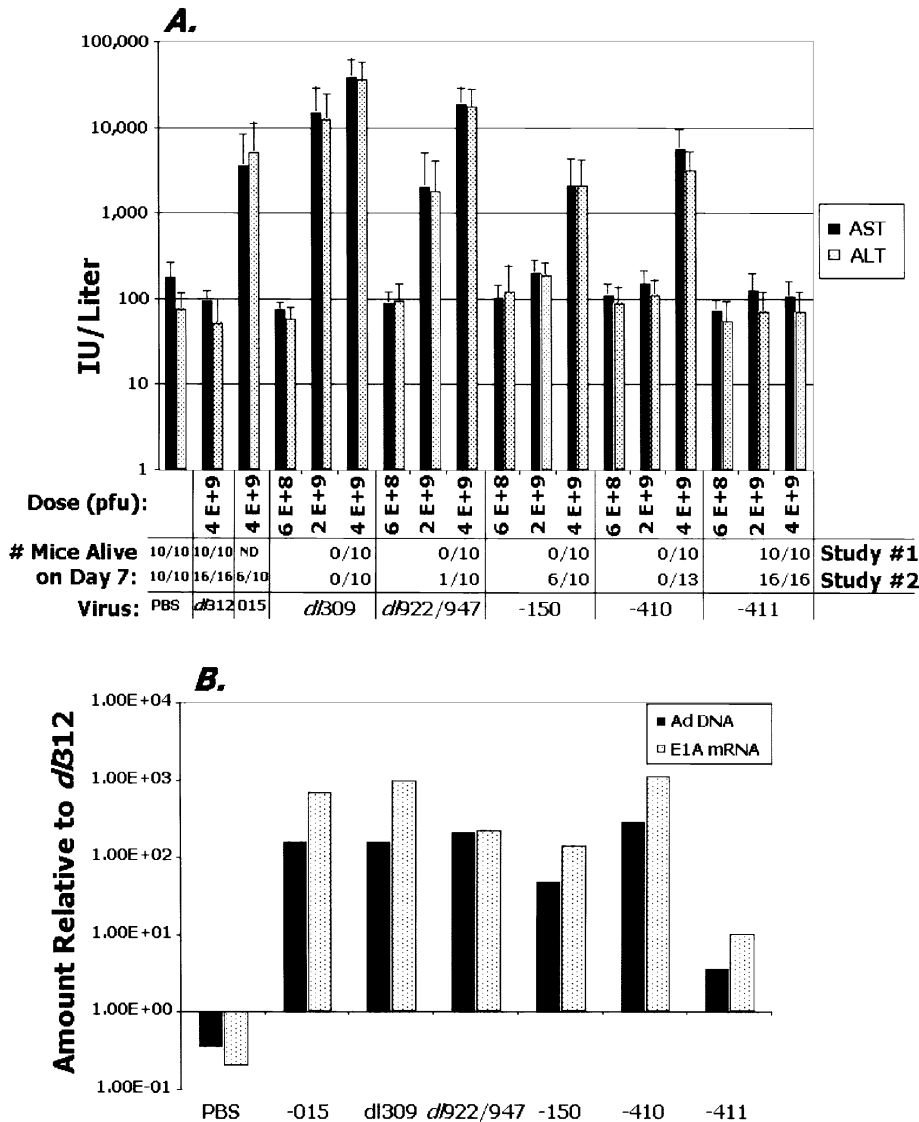 A.
100,000
10,000
1,000
100
10
1
IU/Liter
AST
ALT
Dose (pfu): 4 E+9 4 E+9 6 E+8 2 E+9 4 E+9 6 E+8 2 E+9 4 E+9 6 E+8 2 E+9 4 E+9 6 E+8 2 E+9 4 E+9 6 E+8 2 E+9 4 E+9
# Mice Alive 10/10 10/10 ND 0/10 0/10 0/10 0/10 10/10 Study #1
on Day 7: 10/10 16/16 6/10 0/10 1/10 6/10 0/13 16/16 Study #2
Virus: PBS dl312 015 dl309 dl922/947 -150 -410 -411
B.
1.00E+04
1.00E+03
1.00E+02
1.00E+01
1.00E+00
1.00E-01
Amount Relative to dl312
Ad DNA
E1A mRNA
PBS -015 dl309 dl922/947 -150 -410 -411